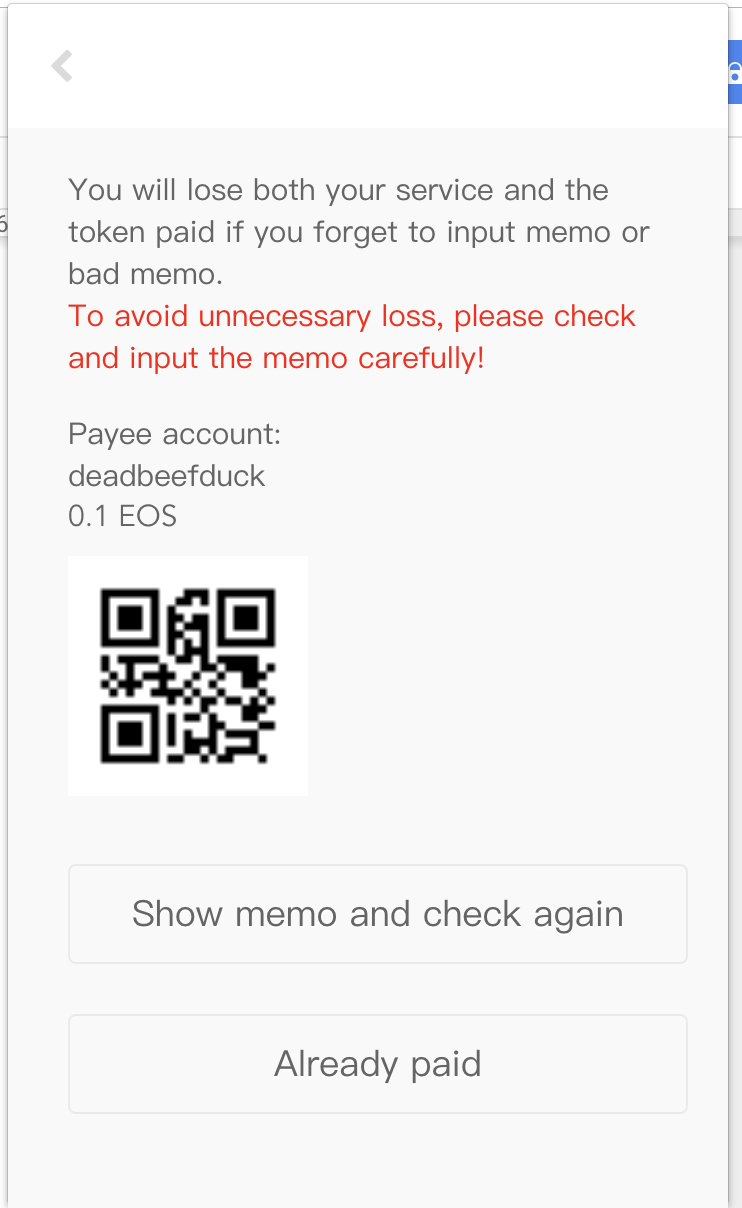 You will lose both your service and the
token paid if you forget to input memo or
bad memo.
To avoid unnecessary loss, please check
and input the memo carefully!
Payee account:
deadbeefduck
0.1 EOS
Show memo and check again
Already paid